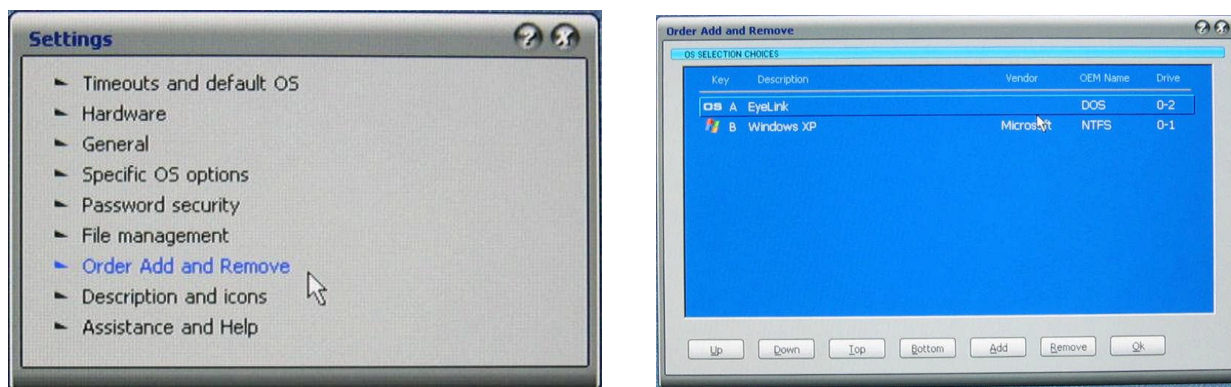 Settings
Timeouts and default OS
Hardware
General
Specific OS options
Password security
File management
Order Add and Remove
Description and icons
Assistance and Help
Order Add and Remove
OS SELECTION CHOICES
Key Description Vendor OEM Name Drive
OS A EyeLink DOS 0-2
B Windows XP Microsoft NTFS 0-1
Up Down Top Bottom Add Remove Ok